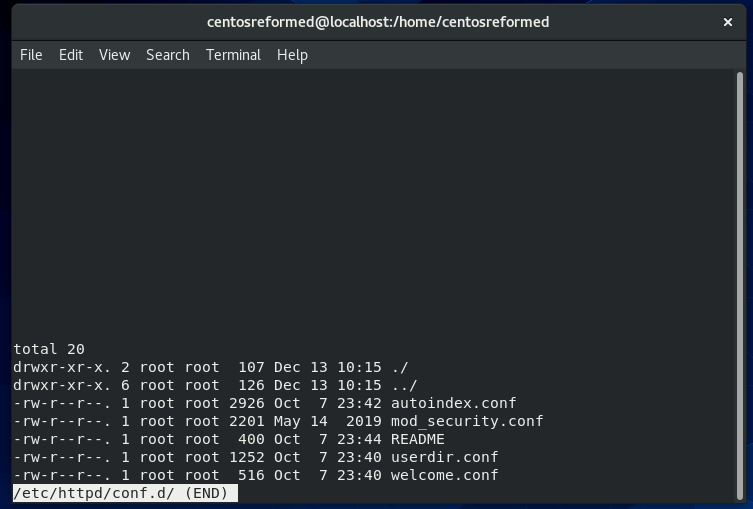 centosreformed@localhost:/home/centosreformed
File Edit View Search Terminal Help
total 20
drwxr-xr-x. 2 root root  107 Dec 13 10:15 ./
drwxr-xr-x. 6 root root  126 Dec 13 10:15 ../
-rw-r--r--. 1 root root 2926 Oct  7 23:42 autoindex.conf
-rw-r--r--. 1 root root 2201 May 14  2019 mod_security.conf
-rw-r--r--. 1 root root  400 Oct  7 23:44 README
-rw-r--r--. 1 root root 1252 Oct  7 23:40 userdir.conf
-rw-r--r--. 1 root root  516 Oct  7 23:40 welcome.conf
/etc/httpd/conf.d/ (END)